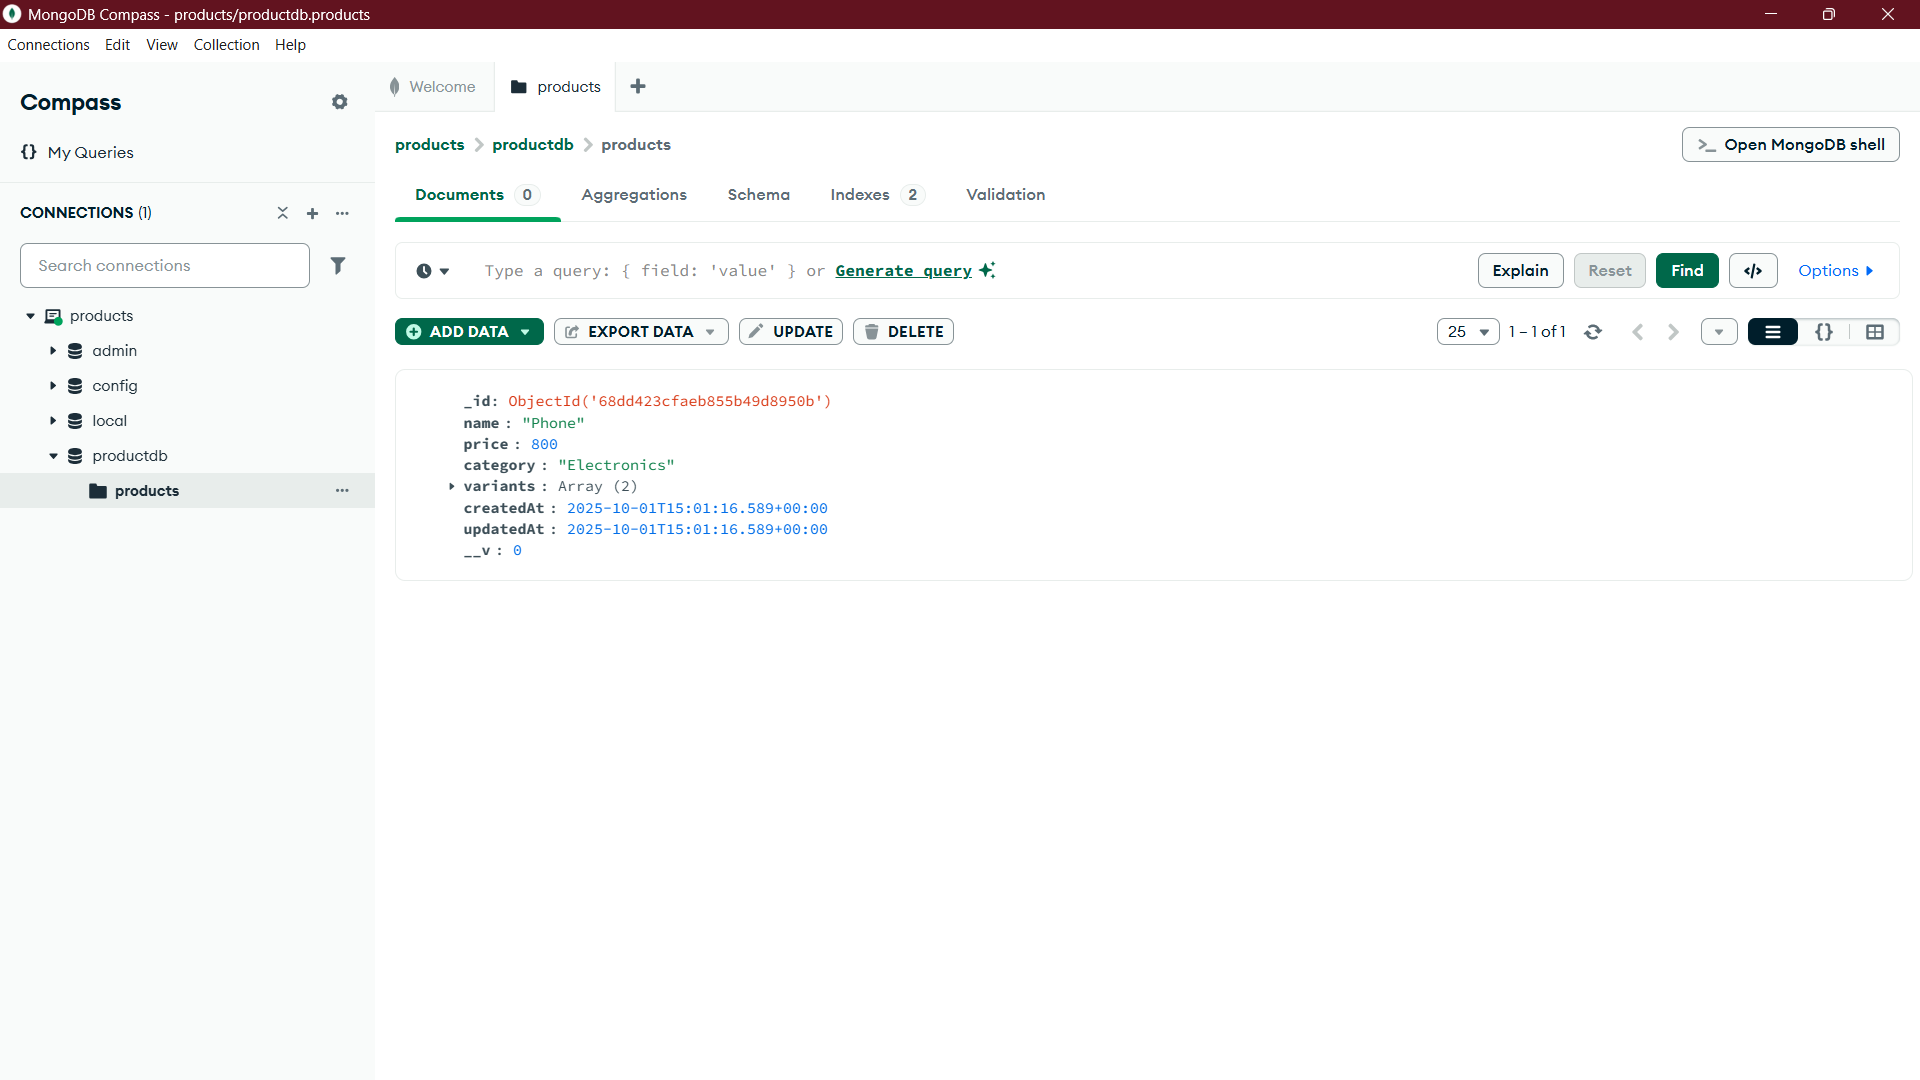 MongoDB Compass - products/productdb.products
Connections Edit View Collection Help
Compass
{} My Queries
CONNECTIONS (1)
Search connections
products
admin
config
local
productdb
products
Welcome products
products > productdb > products
>_ Open MongoDB shell
Documents 0 Aggregations Schema Indexes 2 Validation
Type a query: { field: 'value' } or Generate query
Explain Reset Find </> Options
ADD DATA EXPORT DATA UPDATE DELETE
25 1 – 1 of 1 {}
_id: ObjectId('68dd423cfaeb855b49d8950b')
name : "Phone"
price : 800
category : "Electronics"
variants : Array (2)
createdAt : 2025-10-01T15:01:16.589+00:00
updatedAt : 2025-10-01T15:01:16.589+00:00
__v : 0